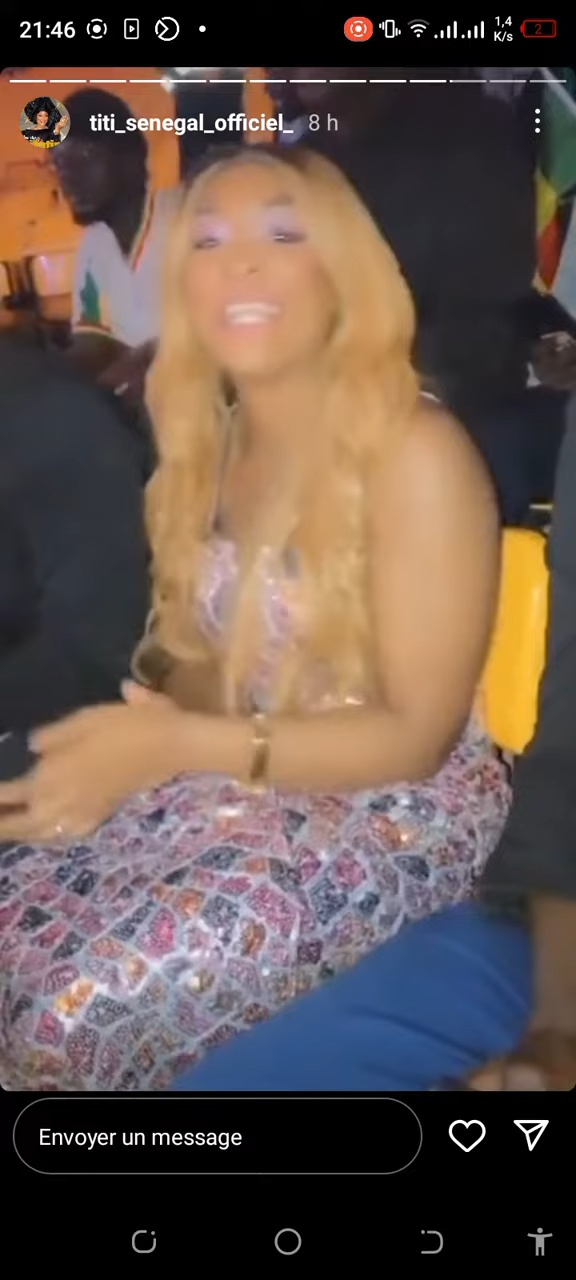 21:46
1,4
K/s
2
titi_senegal_officiel_ 8 h
Envoyer un message